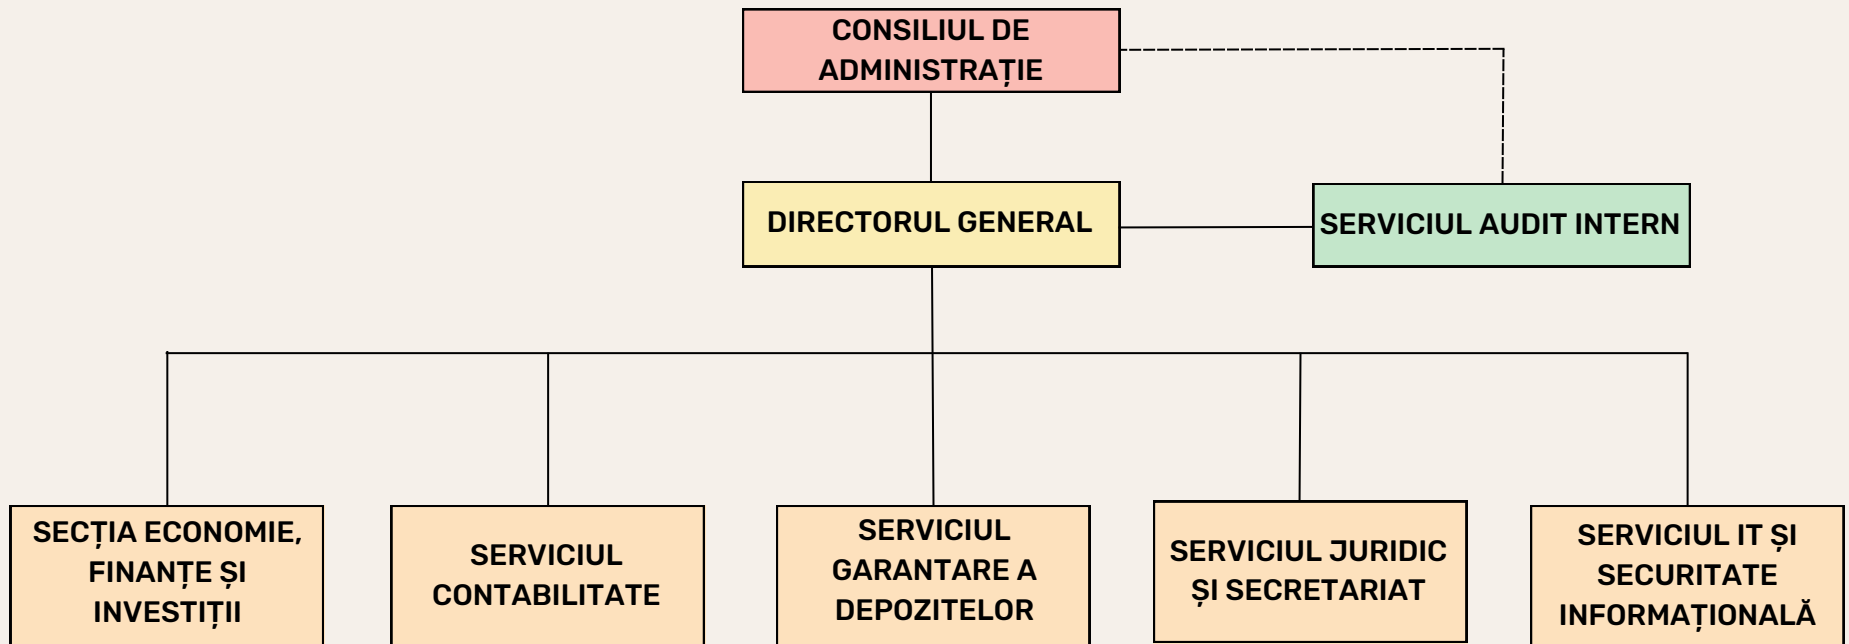 CONSILIUL DE
ADMINISTRAȚIE
DIRECTORUL GENERAL
SERVICIUL AUDIT INTERN
SECȚIA ECONOMIE,
FINANȚE ȘI
INVESTIȚII
SERVICIUL
CONTABILITATE
SERVICIUL
GARANTARE A
DEPOZITELOR
SERVICIUL JURIDIC
ȘI SECRETARIAT
SERVICIUL IT ȘI
SECURITATE
INFORMAȚIONALĂ